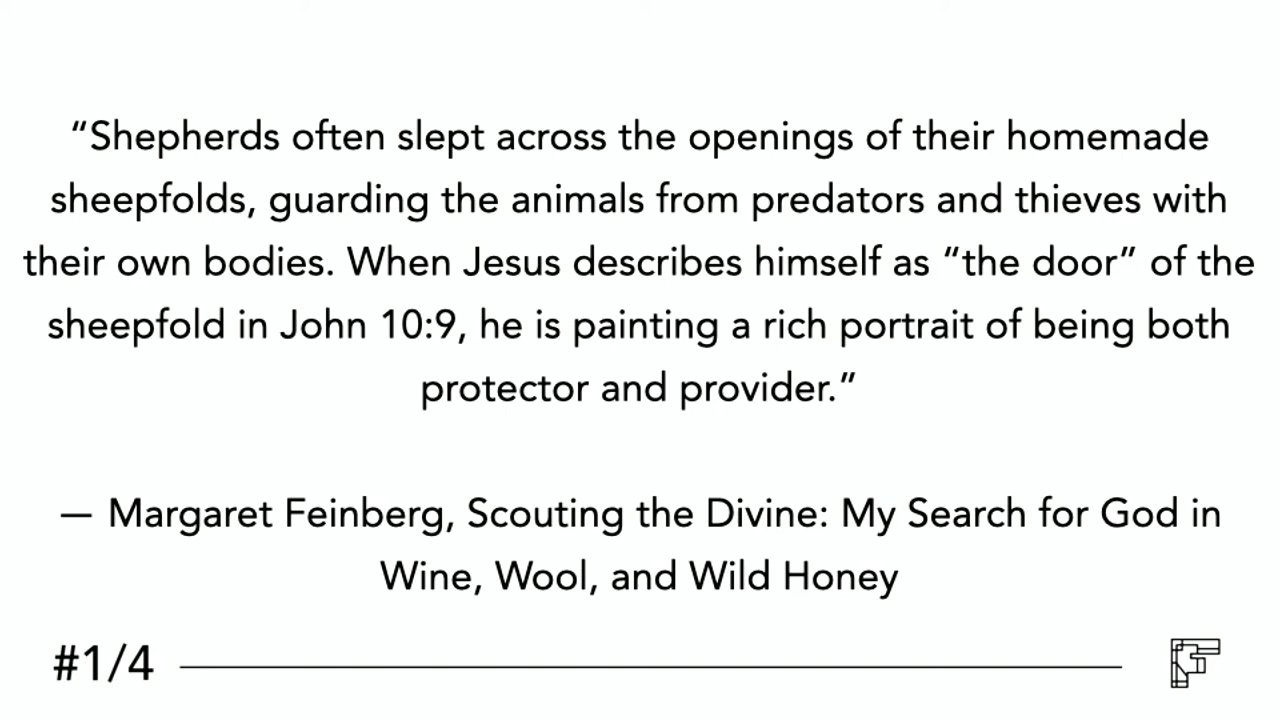 “Shepherds often slept across the openings of their homemade
sheepfolds, guarding the animals from predators and thieves with
their own bodies. When Jesus describes himself as “the door” of the
sheepfold in John 10:9, he is painting a rich portrait of being both
protector and provider.”
— Margaret Feinberg, Scouting the Divine: My Search for God in
Wine, Wool, and Wild Honey
#1/4